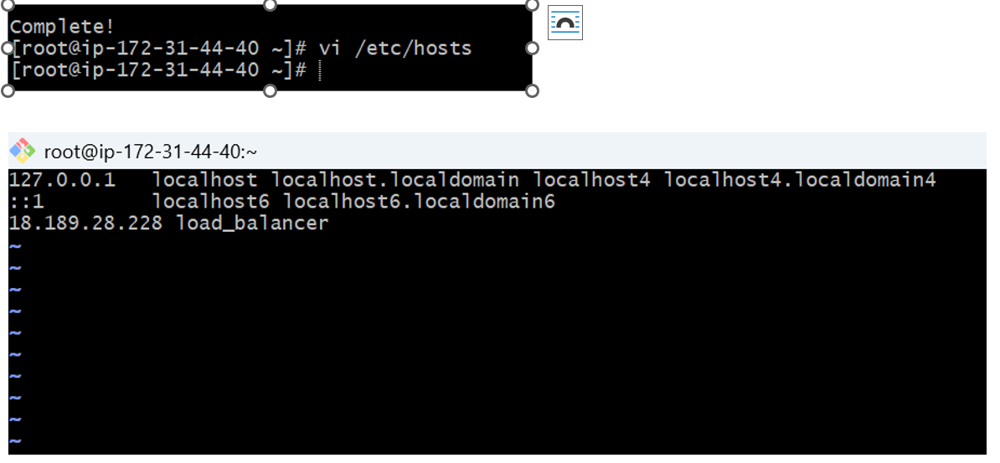 Complete!
[root@ip-172-31-44-40 ~]# vi /etc/hosts
[root@ip-172-31-44-40 ~]#
root@ip-172-31-44-40:~
127.0.0.1   localhost localhost.localdomain localhost4 localhost4.localdomain4
::1         localhost6 localhost6.localdomain6
18.189.28.228 load_balancer
~
~
~
~
~
~
~
~
~
~